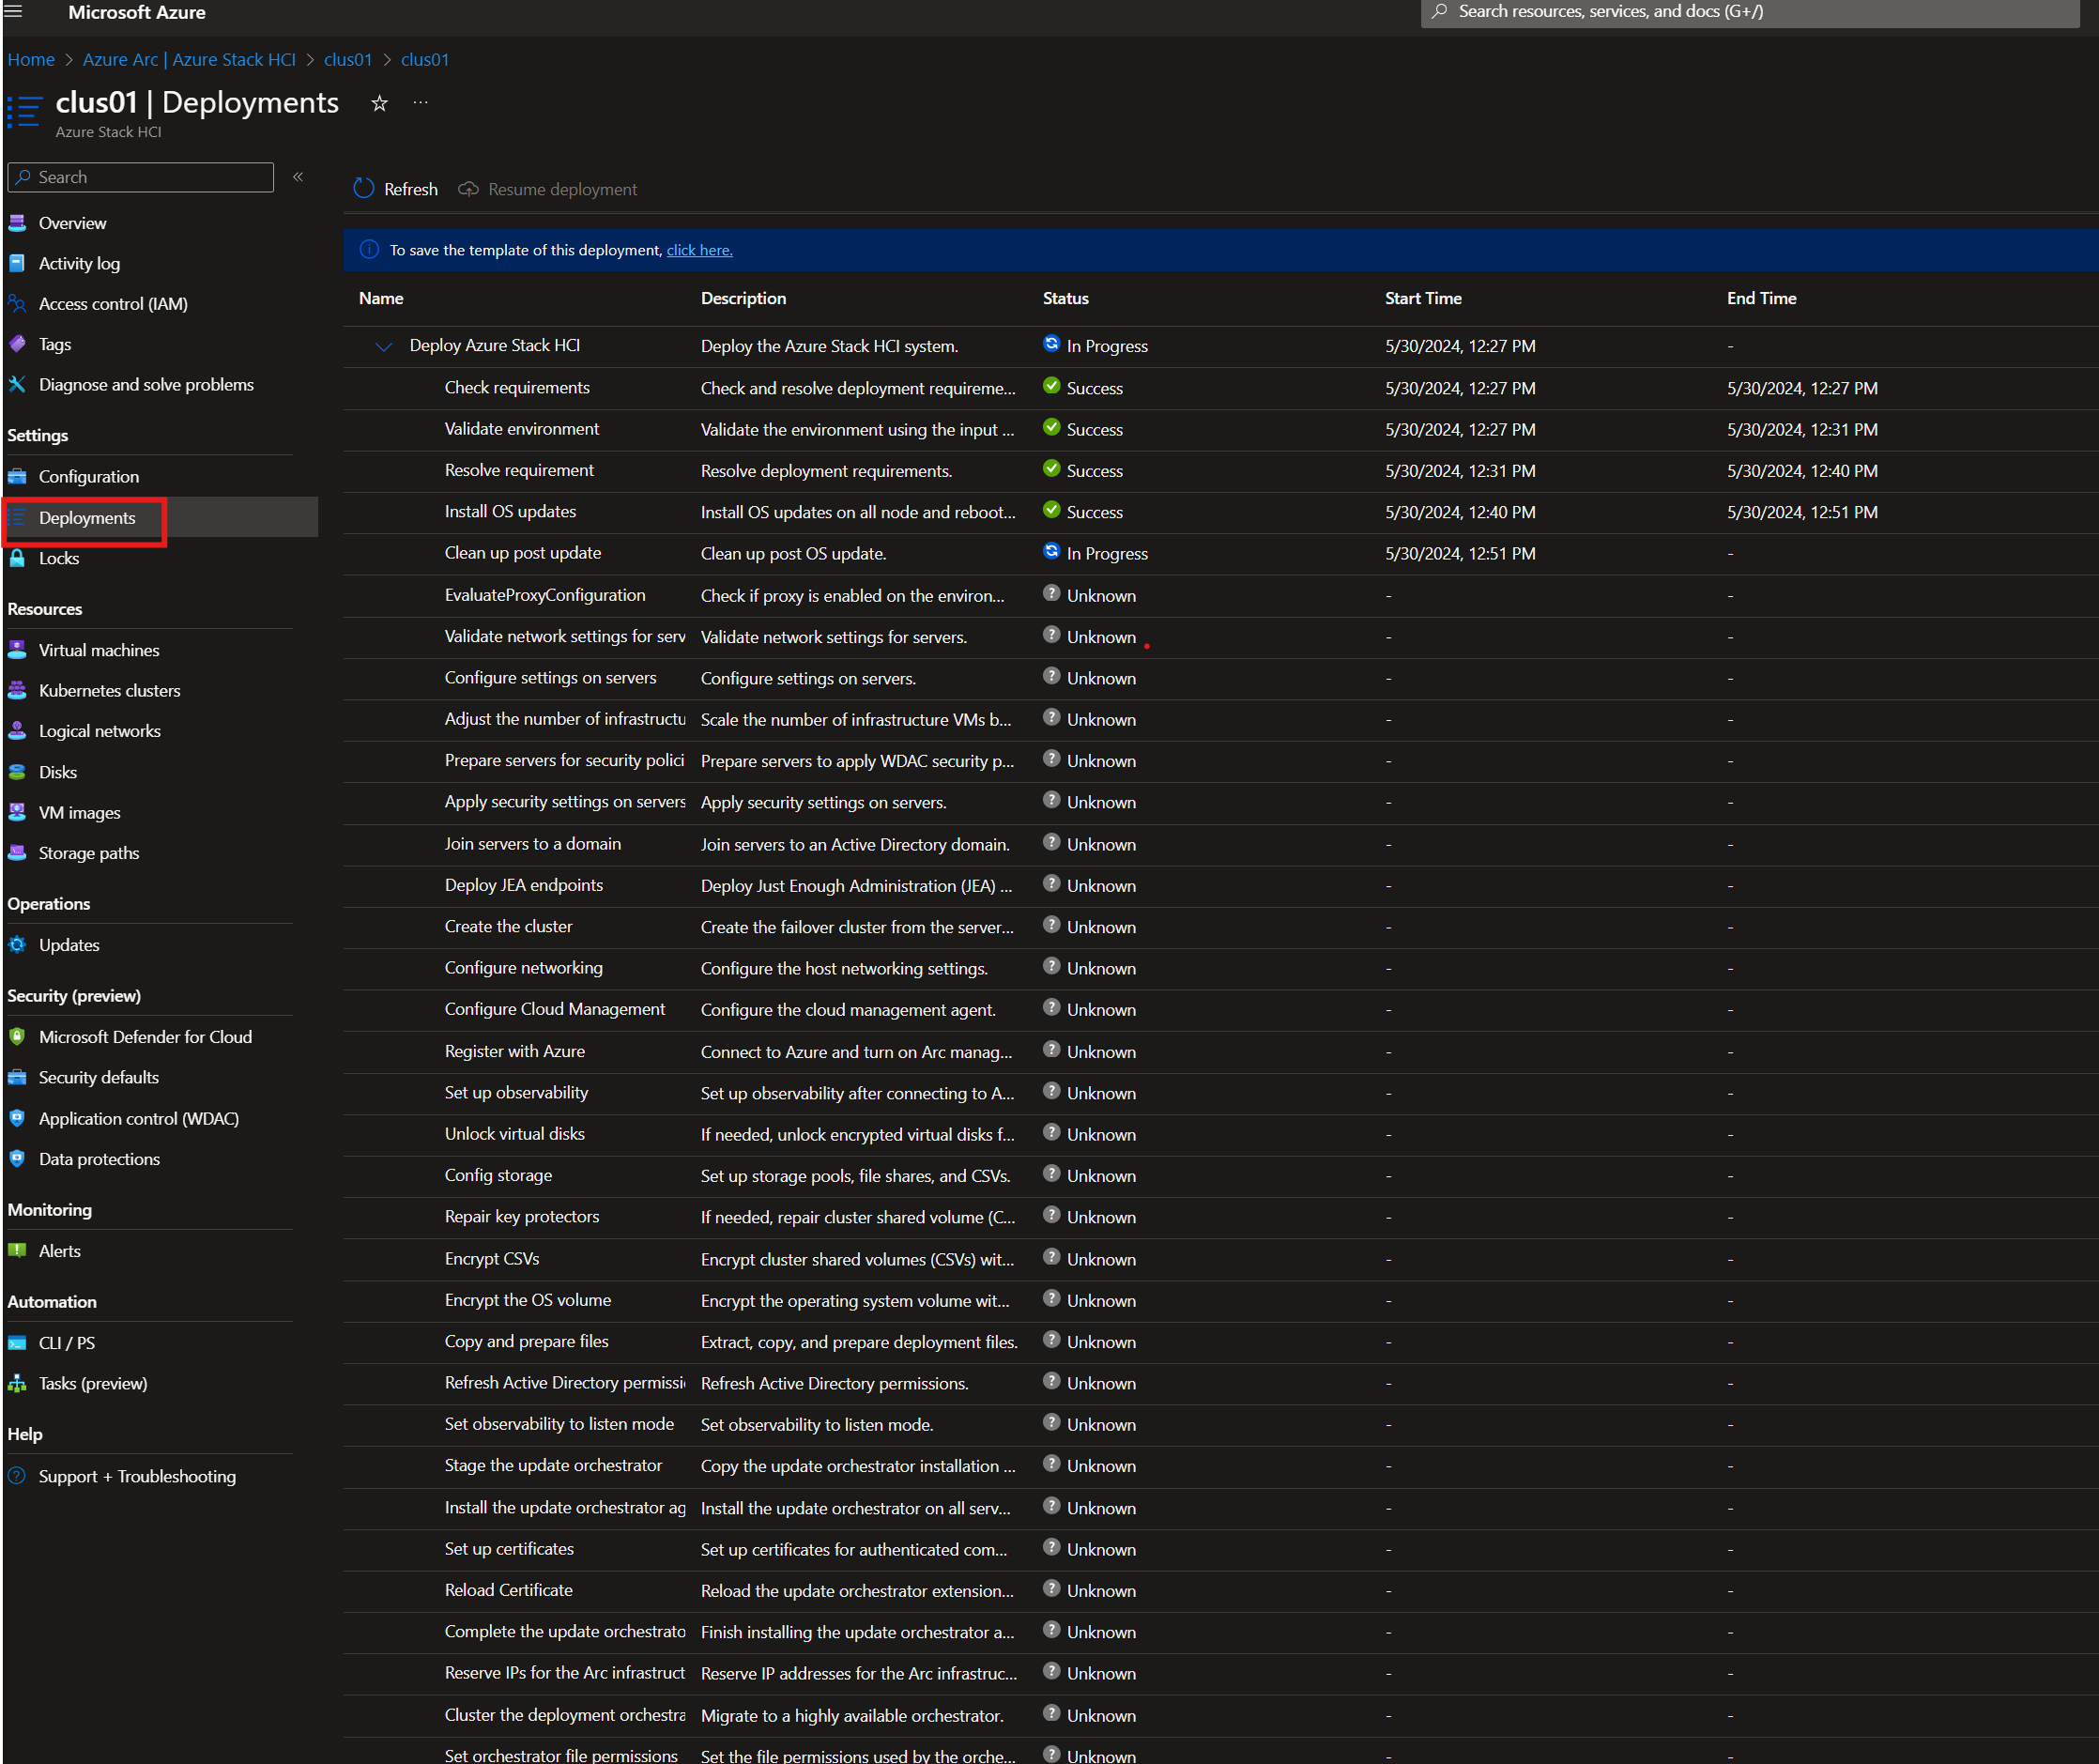 Microsoft Azure
Search resources, services, and docs (G+/)
Home > Azure Arc | Azure Stack HCI > clus01 > clus01
clus01 | Deployments
Azure Stack HCI
Search
Overview
Activity log
Access control (IAM)
Tags
Diagnose and solve problems
Settings
Configuration
Deployments
Locks
Resources
Virtual machines
Kubernetes clusters
Logical networks
Disks
VM images
Storage paths
Operations
Updates
Security (preview)
Microsoft Defender for Cloud
Security defaults
Application control (WDAC)
Data protections
Monitoring
Alerts
Automation
CLI / PS
Tasks (preview)
Help
Support + Troubleshooting
Refresh Resume deployment
To save the template of this deployment, click here.
Name Description Status Start Time End Time
Deploy Azure Stack HCI Deploy the Azure Stack HCI system. In Progress 5/30/2024, 12:27 PM -
Check requirements Check and resolve deployment requireme... Success 5/30/2024, 12:27 PM 5/30/2024, 12:27 PM
Validate environment Validate the environment using the input ... Success 5/30/2024, 12:27 PM 5/30/2024, 12:31 PM
Resolve requirement Resolve deployment requirements. Success 5/30/2024, 12:31 PM 5/30/2024, 12:40 PM
Install OS updates Install OS updates on all node and reboot... Success 5/30/2024, 12:40 PM 5/30/2024, 12:51 PM
Clean up post update Clean up post OS update. In Progress 5/30/2024, 12:51 PM -
EvaluateProxyConfiguration Check if proxy is enabled on the environ... Unknown - -
Validate network settings for serv Validate network settings for servers. Unknown - -
Configure settings on servers Configure settings on servers. Unknown - -
Adjust the number of infrastructu Scale the number of infrastructure VMs b... Unknown - -
Prepare servers for security polici Prepare servers to apply WDAC security p... Unknown - -
Apply security settings on servers Apply security settings on servers. Unknown - -
Join servers to a domain Join servers to an Active Directory domain. Unknown - -
Deploy JEA endpoints Deploy Just Enough Administration (JEA) ... Unknown - -
Create the cluster Create the failover cluster from the server... Unknown - -
Configure networking Configure the host networking settings. Unknown - -
Configure Cloud Management Configure the cloud management agent. Unknown - -
Register with Azure Connect to Azure and turn on Arc manag... Unknown - -
Set up observability Set up observability after connecting to A... Unknown - -
Unlock virtual disks If needed, unlock encrypted virtual disks f... Unknown - -
Config storage Set up storage pools, file shares, and CSVs. Unknown - -
Repair key protectors If needed, repair cluster shared volume (C... Unknown - -
Encrypt CSVs Encrypt cluster shared volumes (CSVs) wit... Unknown - -
Encrypt the OS volume Encrypt the operating system volume wit... Unknown - -
Copy and prepare files Extract, copy, and prepare deployment files. Unknown - -
Refresh Active Directory permissi Refresh Active Directory permissions. Unknown - -
Set observability to listen mode Set observability to listen mode. Unknown - -
Stage the update orchestrator Copy the update orchestrator installation ... Unknown - -
Install the update orchestrator ag Install the update orchestrator on all serv... Unknown - -
Set up certificates Set up certificates for authenticated com... Unknown - -
Reload Certificate Reload the update orchestrator extension... Unknown - -
Complete the update orchestrato Finish installing the update orchestrator a... Unknown - -
Reserve IPs for the Arc infrastruct Reserve IP addresses for the Arc infrastruc... Unknown - -
Cluster the deployment orchestra Migrate to a highly available orchestrator. Unknown - -
Set orchestrator file permissions Set the file permissions used by the orche... Unknown - -